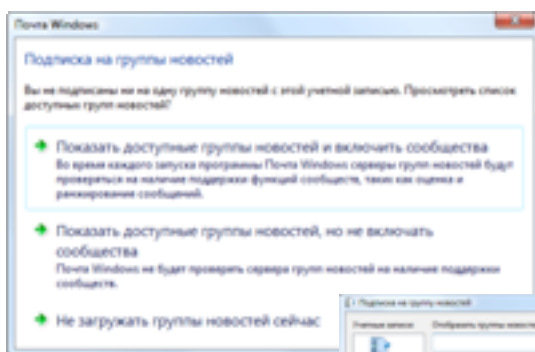 Почта Windows
Подписка на группы новостей
Вы не подписаны ни на одну группу новостей с этой учетной записью. Просмотреть список
доступных групп новостей?
Показать доступные группы новостей и включить сообщества
Во время каждого запуска программы Почта Windows серверы групп новостей будут
проверяться на наличие поддержки функций сообществ, таких как оценка и
ранжирование сообщений.
Показать доступные группы новостей, но не включать
сообщества
Почта Windows не будет проверять сервера групп новостей на наличие поддержки
сообществ.
Не загружать группы новостей сейчас
Подписка на группу новостей
Учетные записи
Отобразить группы новостей